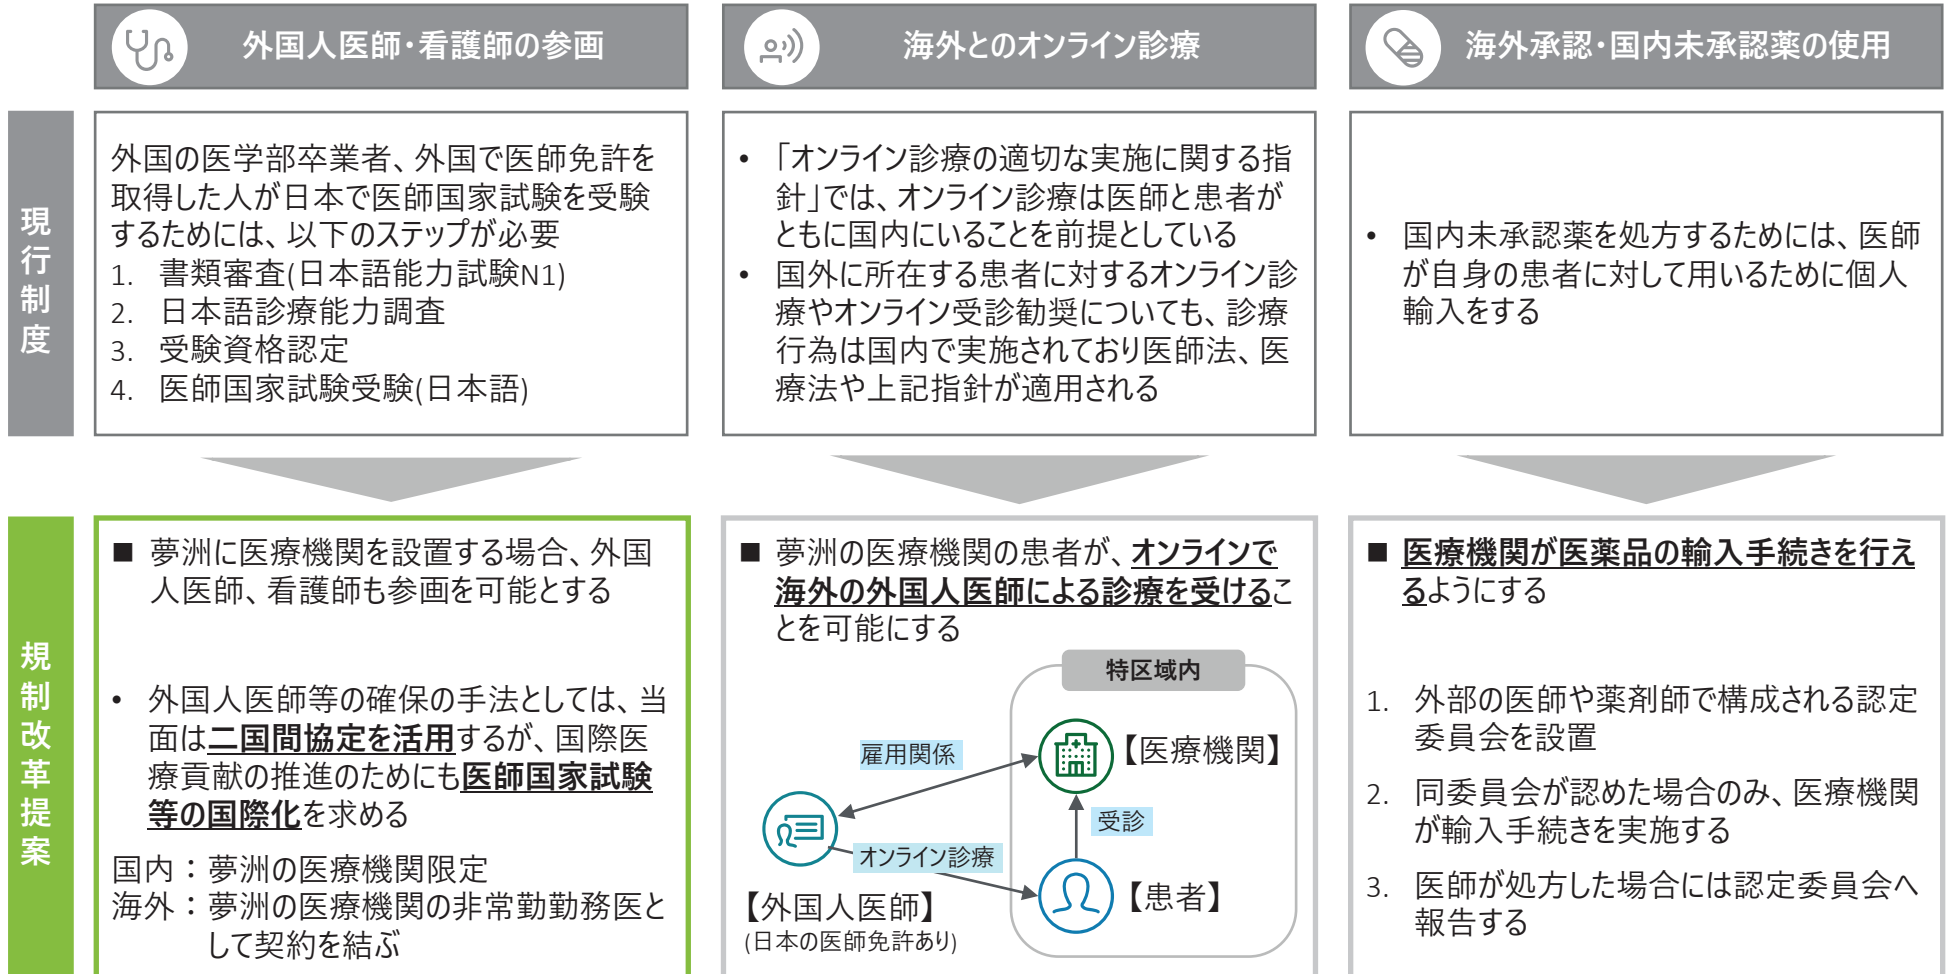 外国人医師・看護師の参画
海外とのオンライン診療
海外承認・国内未承認薬の使用
現行制度
外国の医学部卒業者、外国で医師免許を
取得した人が日本で医師国家試験を受験
するためには、以下のステップが必要
1. 書類審査(日本語能力試験N1)
2. 日本語診療能力調査
3. 受験資格認定
4. 医師国家試験受験(日本語)
• 「オンライン診療の適切な実施に関する指
針」では、オンライン診療は医師と患者が
ともに国内にいることを前提としている
• 国外に所在する患者に対するオンライン診
療やオンライン受診勧奨についても、診療
行為は国内で実施されており医師法、医
療法や上記指針が適用される
• 国内未承認薬を処方するためには、医師
が自身の患者に対して用いるために個人
輸入をする
規制改革提案
■ 夢洲に医療機関を設置する場合、外国
人医師、看護師も参画を可能とする
• 外国人医師等の確保の手法としては、当
面は二国間協定を活用するが、国際医
療貢献の推進のためにも医師国家試験
等の国際化を求める
国内：夢洲の医療機関限定
海外：夢洲の医療機関の非常勤勤務医と
して契約を結ぶ
■ 夢洲の医療機関の患者が、オンラインで
海外の外国人医師による診療を受けるこ
とを可能にする
特区域内
雇用関係
【医療機関】
受診
オンライン診療
【外国人医師】
(日本の医師免許あり)
【患者】
■ 医療機関が医薬品の輸入手続きを行え
るようにする
1. 外部の医師や薬剤師で構成される認定
委員会を設置
2. 同委員会が認めた場合のみ、医療機関
が輸入手続きを実施する
3. 医師が処方した場合には認定委員会へ
報告する